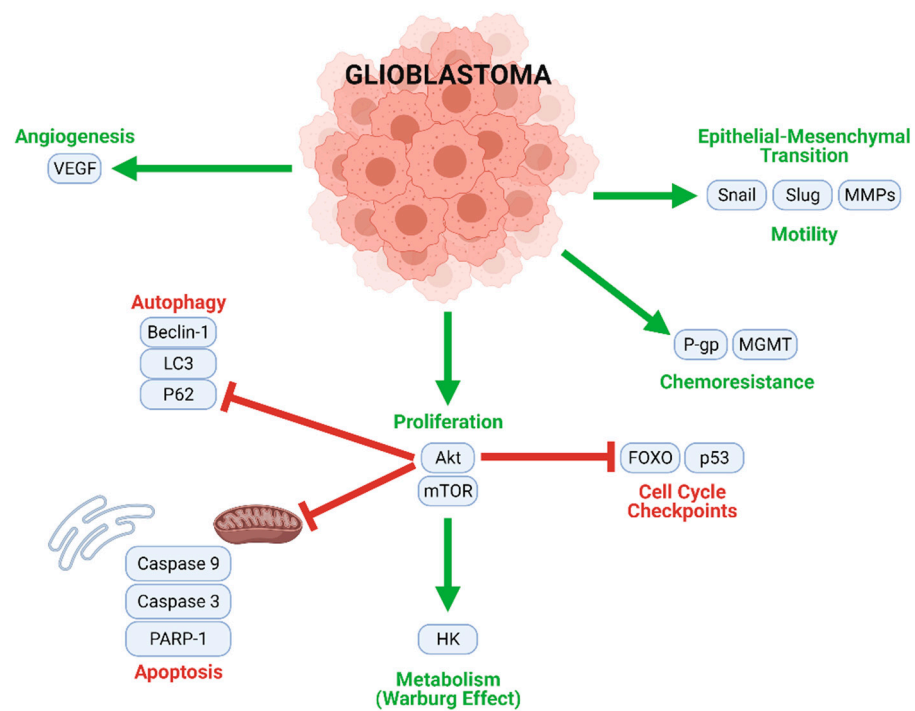 GLIOBLASTOMA
Angiogenesis
VEGF
Epithelial-Mesenchymal
Transition
Snail Slug MMPs
Motility
P-gp MGMT
Chemoresistance
Autophagy
Beclin-1
LC3
P62
Proliferation
Akt
mTOR
FOXO p53
Cell Cycle
Checkpoints
Caspase 9
Caspase 3
PARP-1
Apoptosis
HK
Metabolism
(Warburg Effect)